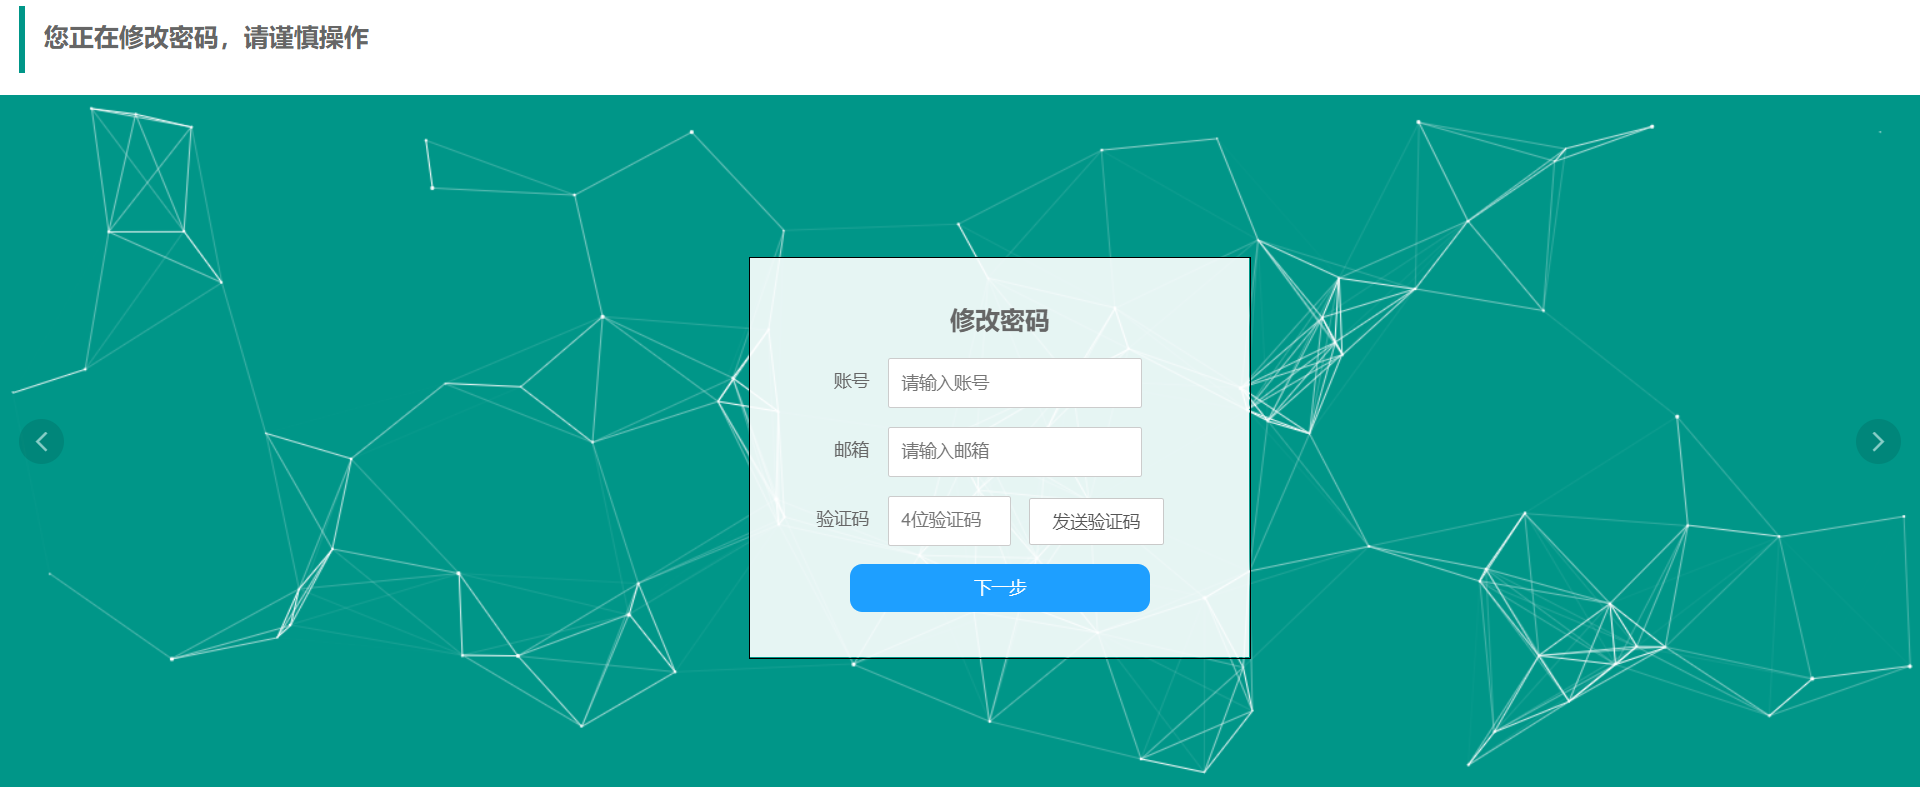 您正在修改密码，请谨慎操作
修改密码
账号 请输入账号
邮箱 请输入邮箱
验证码 4位验证码 发送验证码
下一步